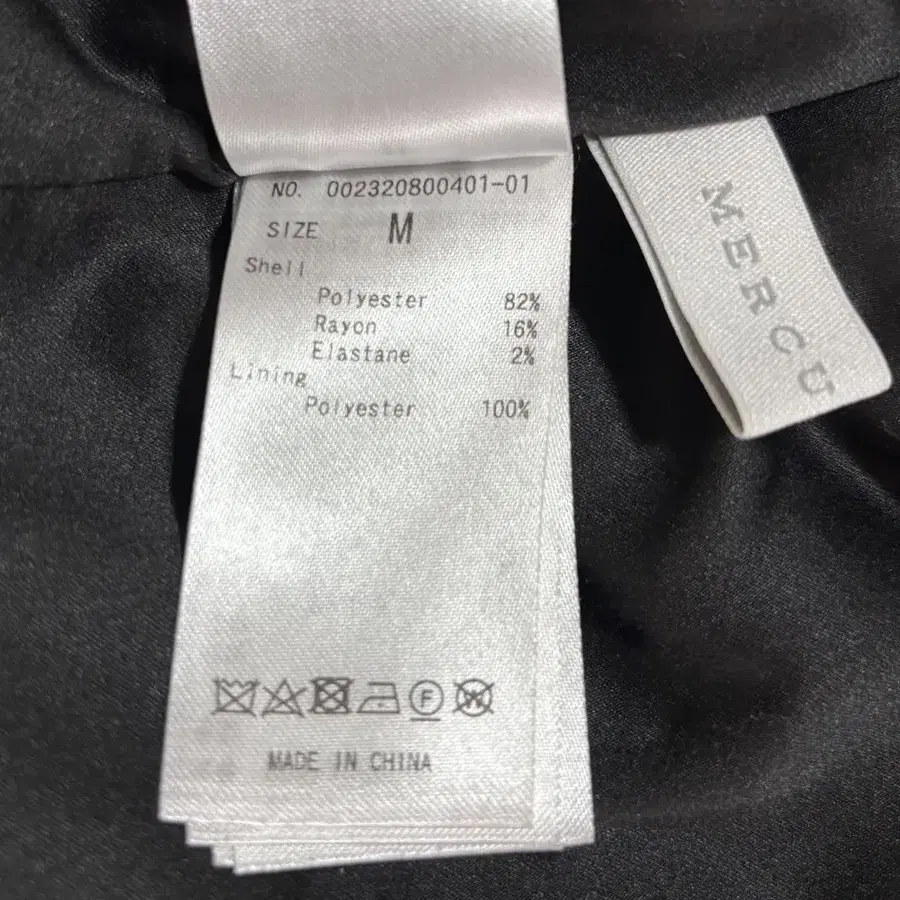 NO. 002320800401-01
SIZE M
Shell
Polyester 82%
Rayon 16%
Elastane 2%
Lining
Polyester 100%
F W
MADE IN CHINA
MERCU